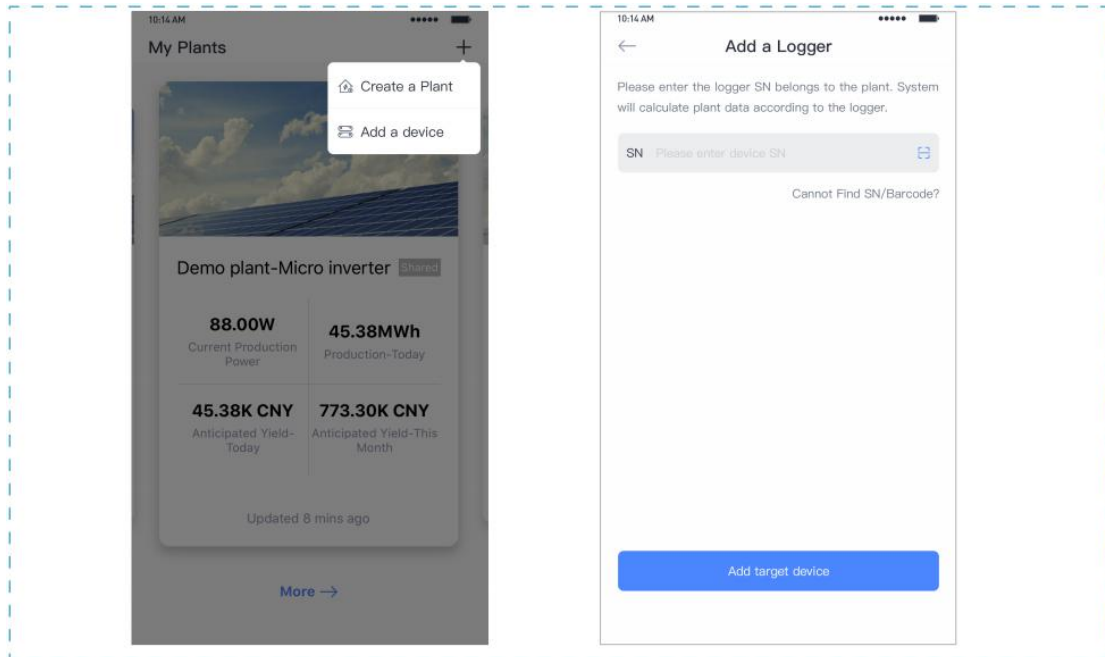 10:14 AM
My Plants
Create a Plant
Add a device
Demo plant-Micro inverter Shared
88.00W
Current Production
Power
45.38MWh
Production-Today
45.38K CNY
Anticipated Yield-
Today
773.30K CNY
Anticipated Yield-This
Month
Updated 8 mins ago
More
10:14 AM
Add a Logger
Please enter the logger SN belongs to the plant. System
will calculate plant data according to the logger.
SN Please enter device SN
Cannot Find SN/Barcode?
Add target device